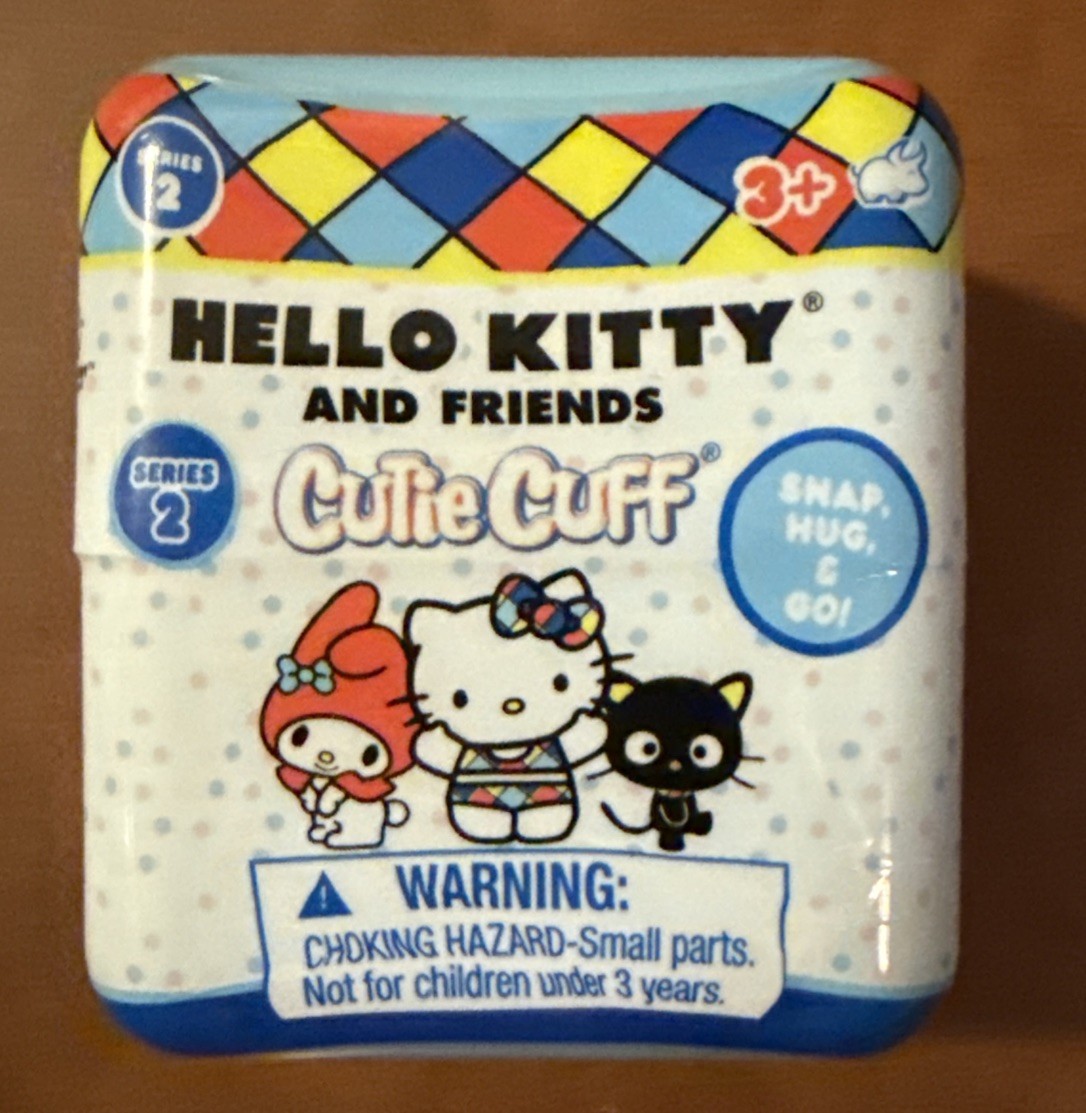 SERIES
2
3+
HELLO KITTY®
AND FRIENDS
SERIES
2
CUTie CUFF®
SNAP,
HUG,
&
GO!
WARNING:
CHOKING HAZARD-Small parts.
Not for children under 3 years.